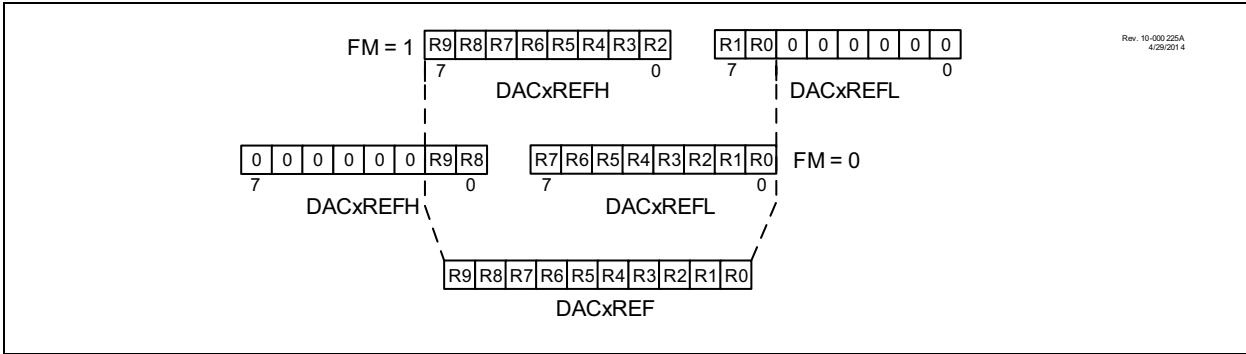 FM = 1 R9 R8 R7 R6 R5 R4 R3 R2 R1 R0 0 0 0 0 0 0
7 0 7 0
DACxREFH DACxREFL
Rev. 10-000 225A
4/29/2014
0 0 0 0 0 0 R9 R8 R7 R6 R5 R4 R3 R2 R1 R0 FM = 0
7 0 7 0
DACxREFH DACxREFL
R9 R8 R7 R6 R5 R4 R3 R2 R1 R0
DACxREF